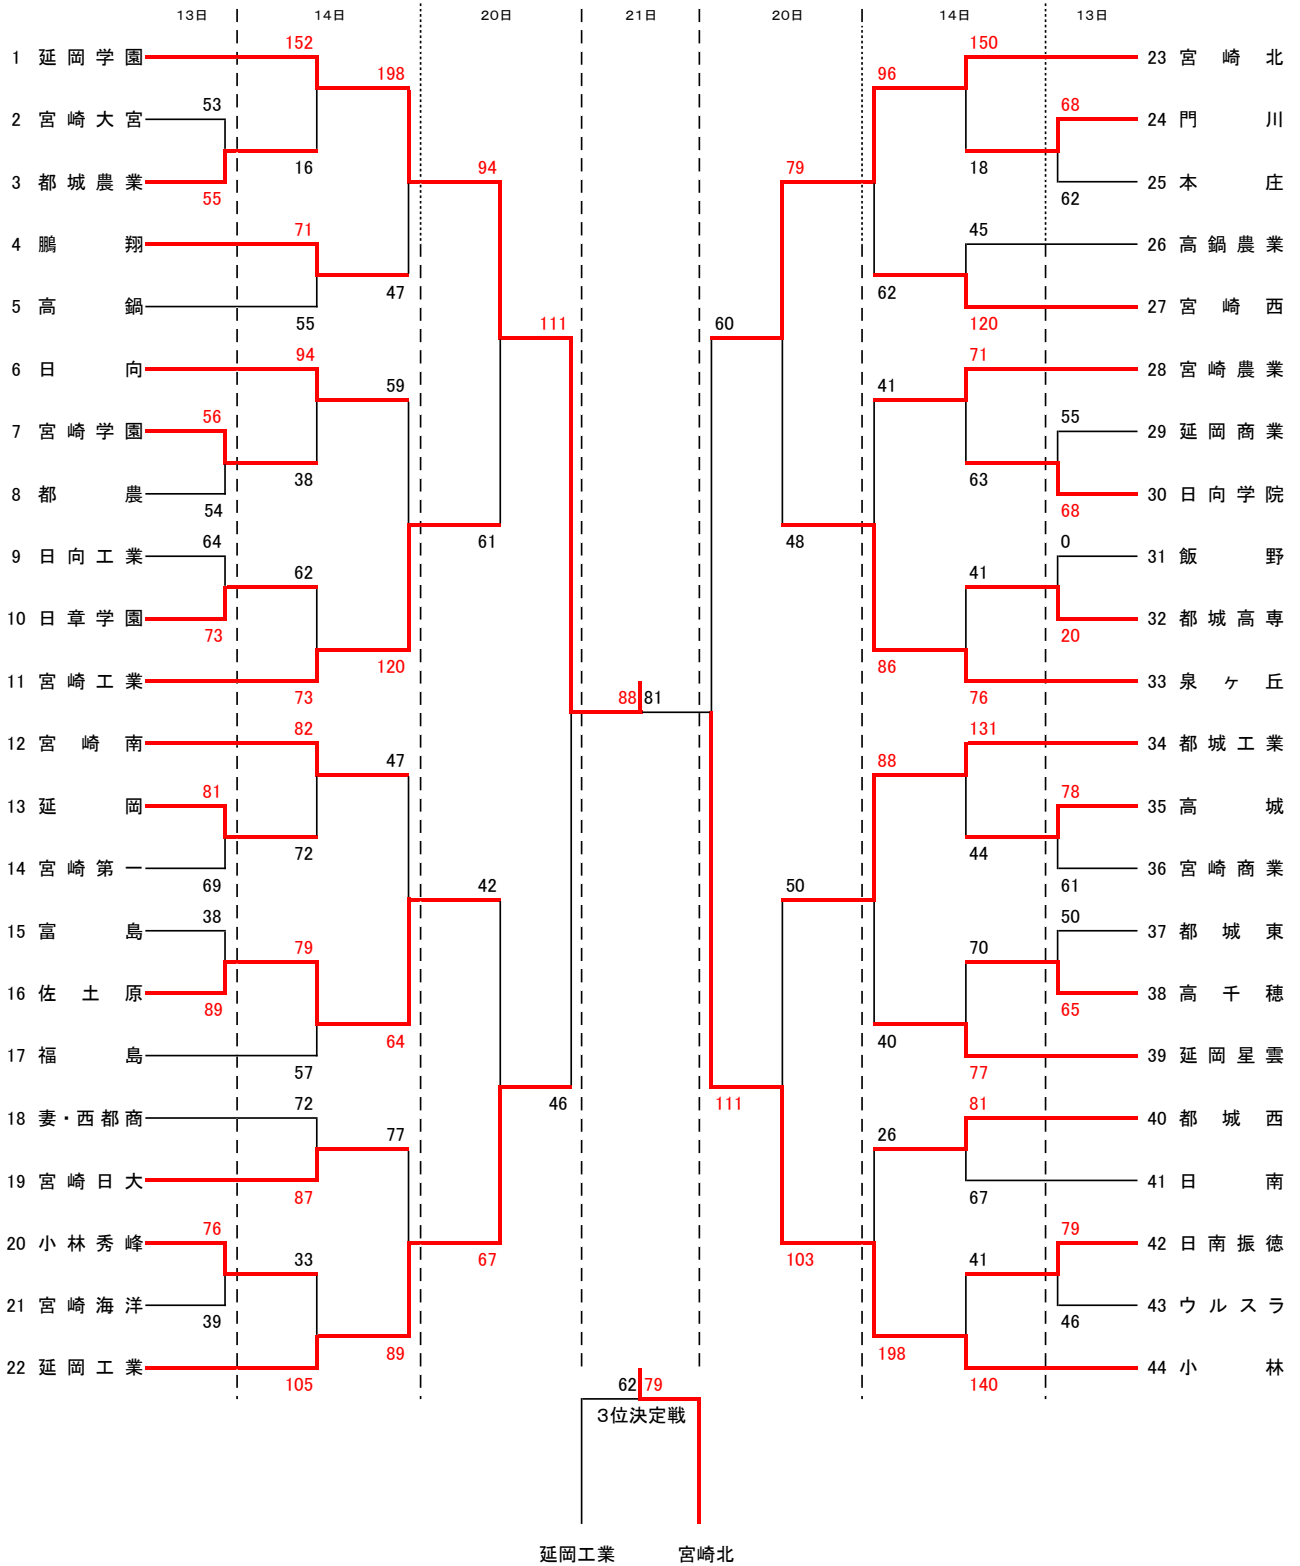 13日 14日 20日 21日 20日 14日 13日
152 150
1 延岡学園 23 宮崎北
198 96
53 68
2 宮崎大宮 24 門川
16 94 79 18
3 都城農業 25 本庄
55 62
71 45
4 鵬翔 26 高鍋農業
47 62
5 高鍋 27 宮崎西
55 111 60 120
94 71
6 日向 28 宮崎農業
59 41
56 55
7 宮崎学園 29 延岡商業
38 63
8 都農 30 日向学院
54 68
64 61 48 0
9 日向工業 31 飯野
62 41
10 日章学園 32 都城高専
73 20
120 86
11 宮崎工業 33 泉ヶ丘
73 88 81 76
82 131
12 宮崎南 34 都城工業
47 88
81 78
13 延岡 35 高城
72 44
14 宮崎第一 36 宮崎商業
69 42 50 61
38 50
15 富島 37 都城東
79 70
16 佐土原 38 高千穂
89 65
64 40
17 福島 39 延岡星雲
57 77
72 46 111 81
18 妻・西都商 40 都城西
77 26
19 宮崎日大 41 日南
87 67
76 79
20 小林秀峰 42 日南振徳
33 67 103 41
21 宮崎海洋 43 ウルスラ
39 46
89 198
22 延岡工業 44 小林
105 62 79 140
3位決定戦
延岡工業 宮崎北